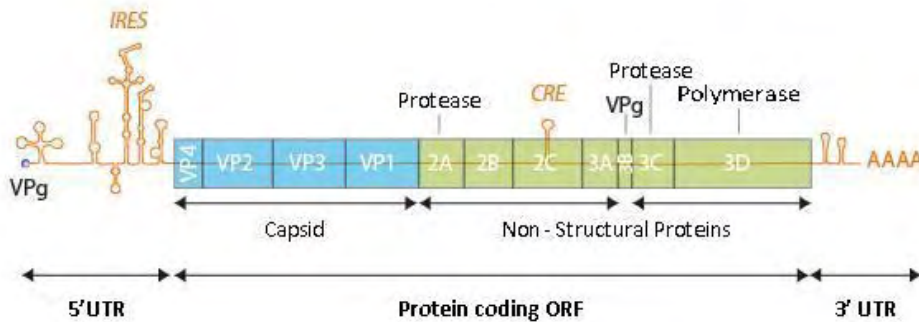 IRES
Protease
CRE
Protease
VPg
Polymerase
VPg
VP4 VP2 VP3 VP1 2A 2B 2C 3A 3B 3C 3D
AAAA
Capsid
Non - Structural Proteins
5'UTR
Protein coding ORF
3' UTR